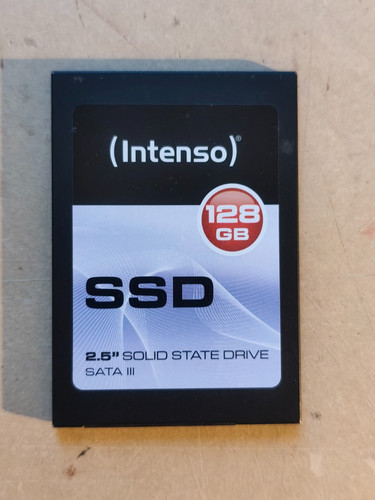 (Intenso)®
128
GB
SSD
2.5" SOLID STATE DRIVE
SATA III